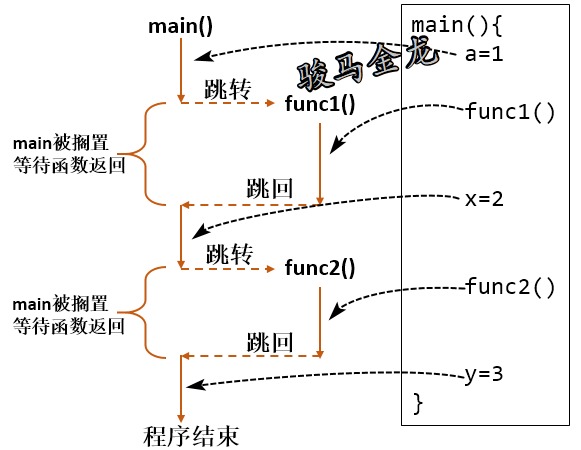 main()
跳转
func1()
main被搁置
等待函数返回
跳回
跳转
func2()
main被搁置
等待函数返回
跳回
程序结束
骏马金龙
main(){
a=1
func1()
x=2
func2()
y=3
}